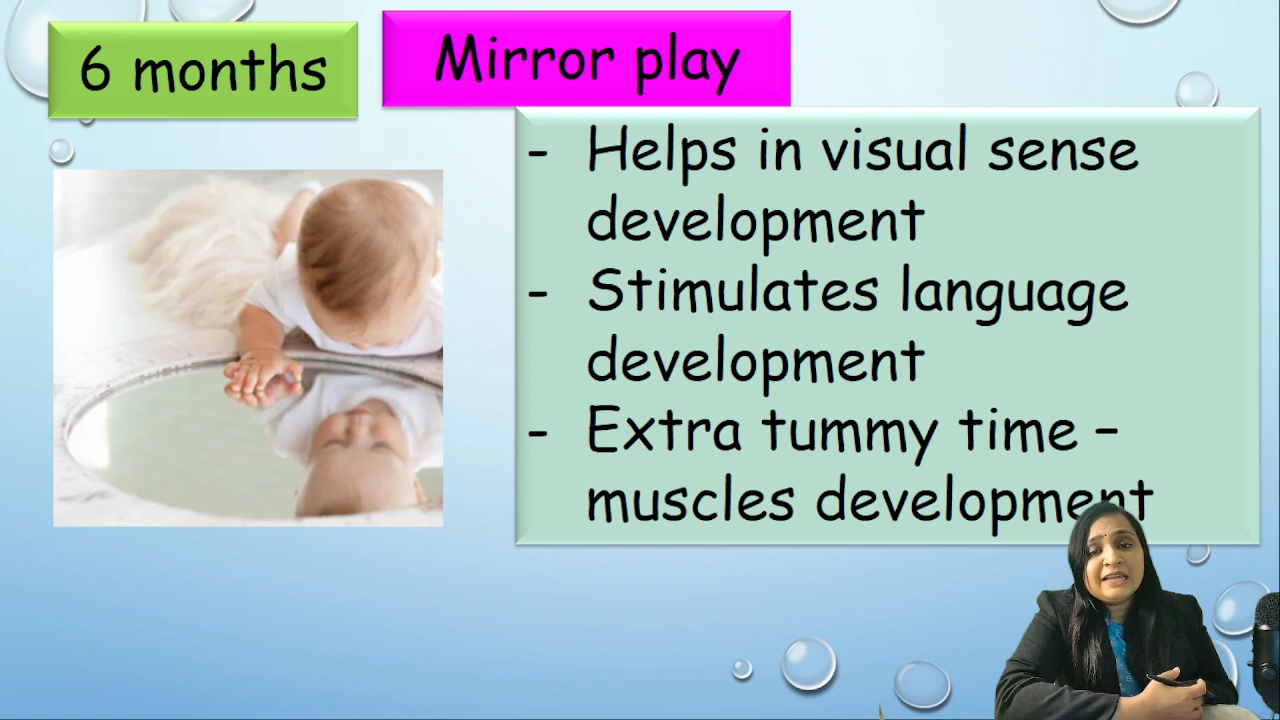 6 months
Mirror play
- Helps in visual sense
development
- Stimulates language
development
- Extra tummy time –
muscles development